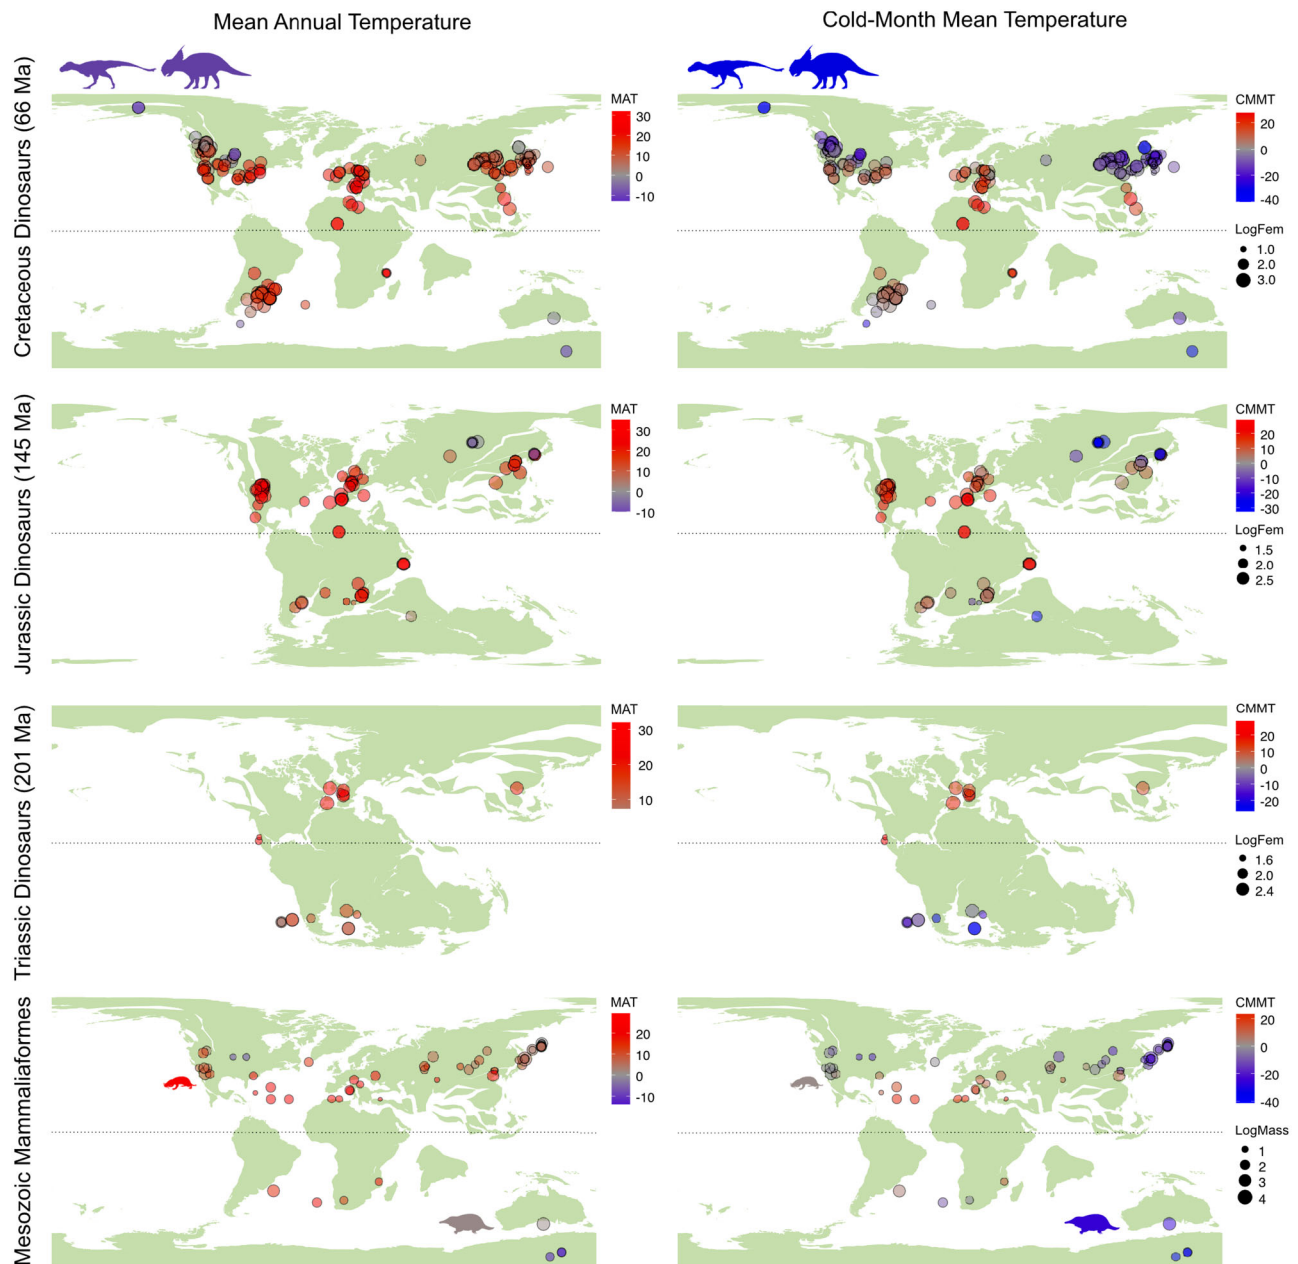 Mean Annual Temperature
Cold-Month Mean Temperature
Cretaceous Dinosaurs (66 Ma)
MAT
30
20
10
0
-10
CMMT
20
0
-20
-40
LogFem
1.0
2.0
3.0
Jurassic Dinosaurs (145 Ma)
MAT
30
20
10
0
-10
CMMT
20
10
0
-10
-20
-30
LogFem
1.5
2.0
2.5
Triassic Dinosaurs (201 Ma)
MAT
30
20
10
CMMT
20
10
0
-10
-20
LogFem
1.6
2.0
2.4
Mesozoic Mammaliaformes
MAT
20
10
0
-10
CMMT
20
0
-20
-40
LogMass
1
2
3
4